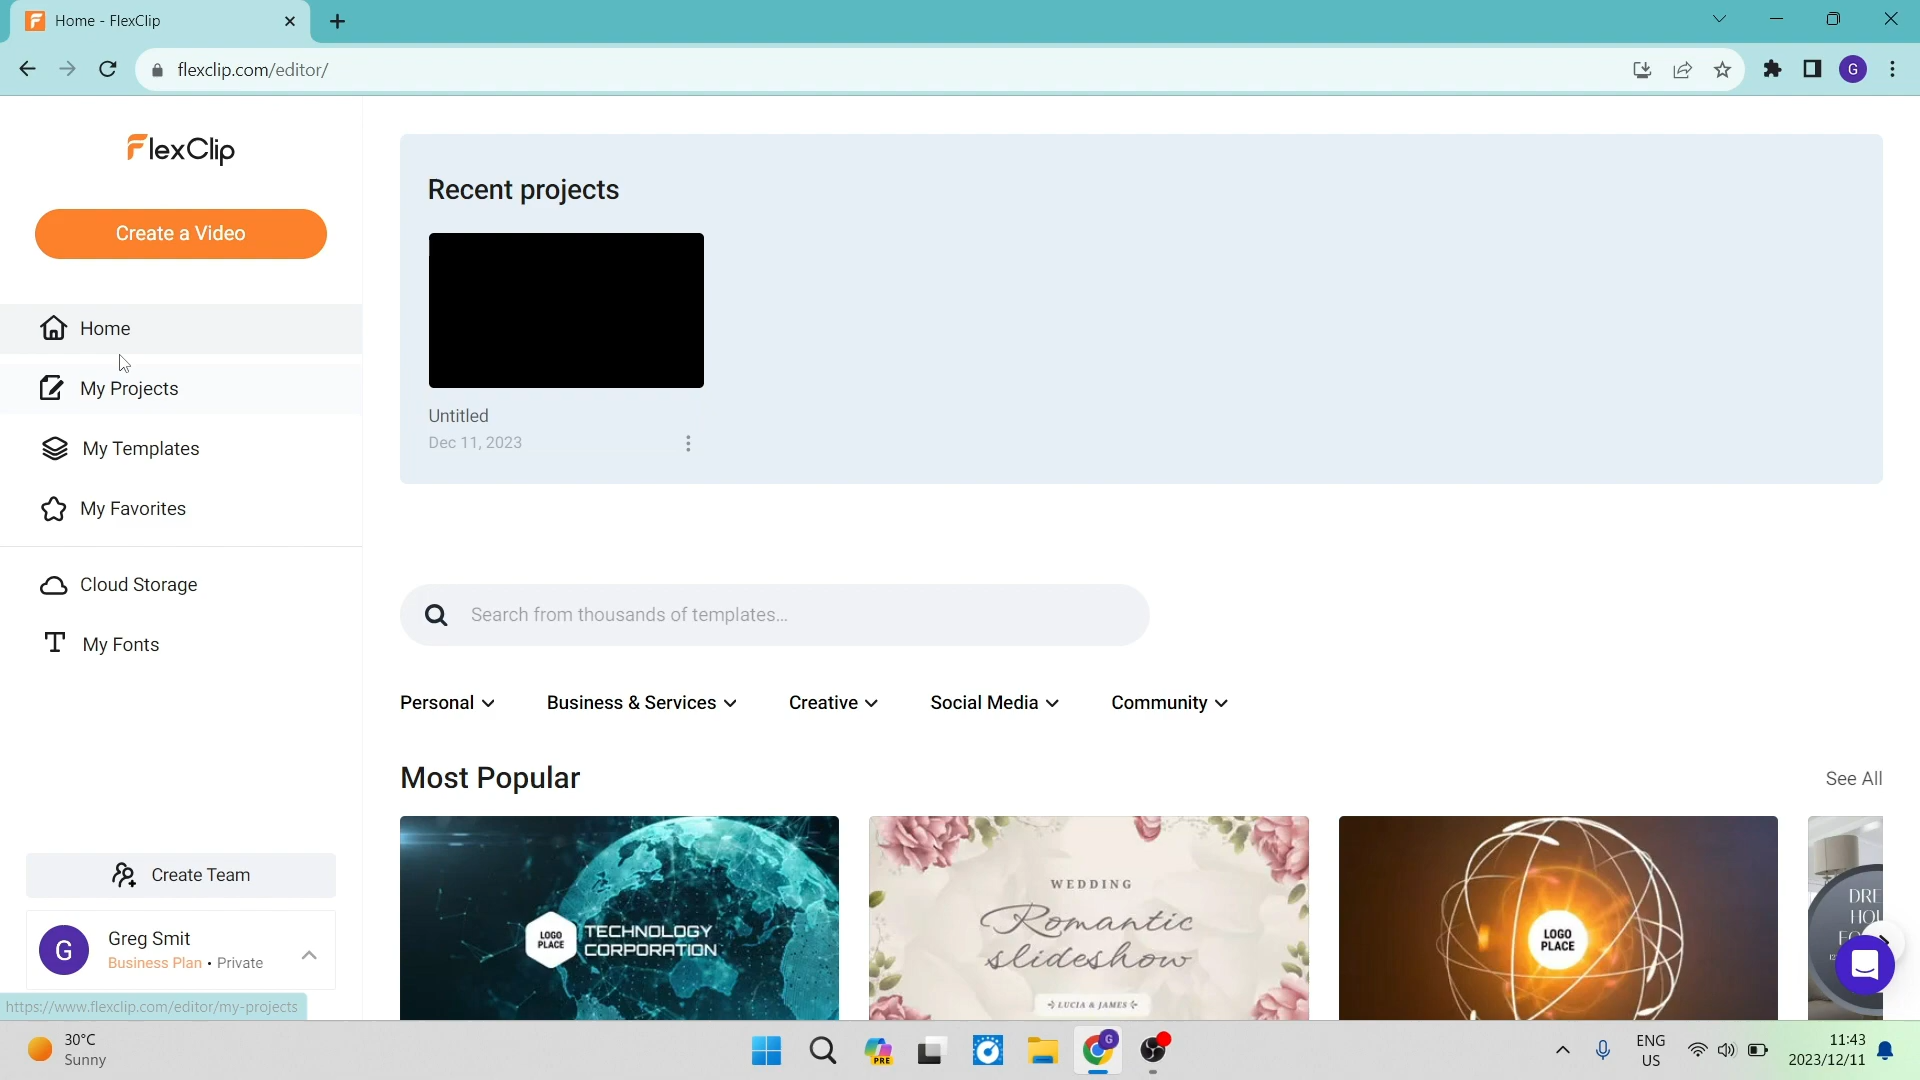 Home - FlexClip
flexclip.com/editor/
G
FlexClip
Create a Video
Home
My Projects
My Templates
My Favorites
Cloud Storage
My Fonts
Create Team
G
Greg Smit
Business Plan • Private
https://www.flexclip.com/editor/my-projects
Recent projects
Untitled
Dec 11, 2023
Search from thousands of templates...
Personal
Business & Services
Creative
Social Media
Community
Most Popular
See All
LOGO
PLACE
TECHNOLOGY
CORPORATION
WEDDING
Romantic
slideshow
LUCIA & JAMES
LOGO
PLACE
30°C
Sunny
PRE
G
ENG
US
11:43
2023/12/11